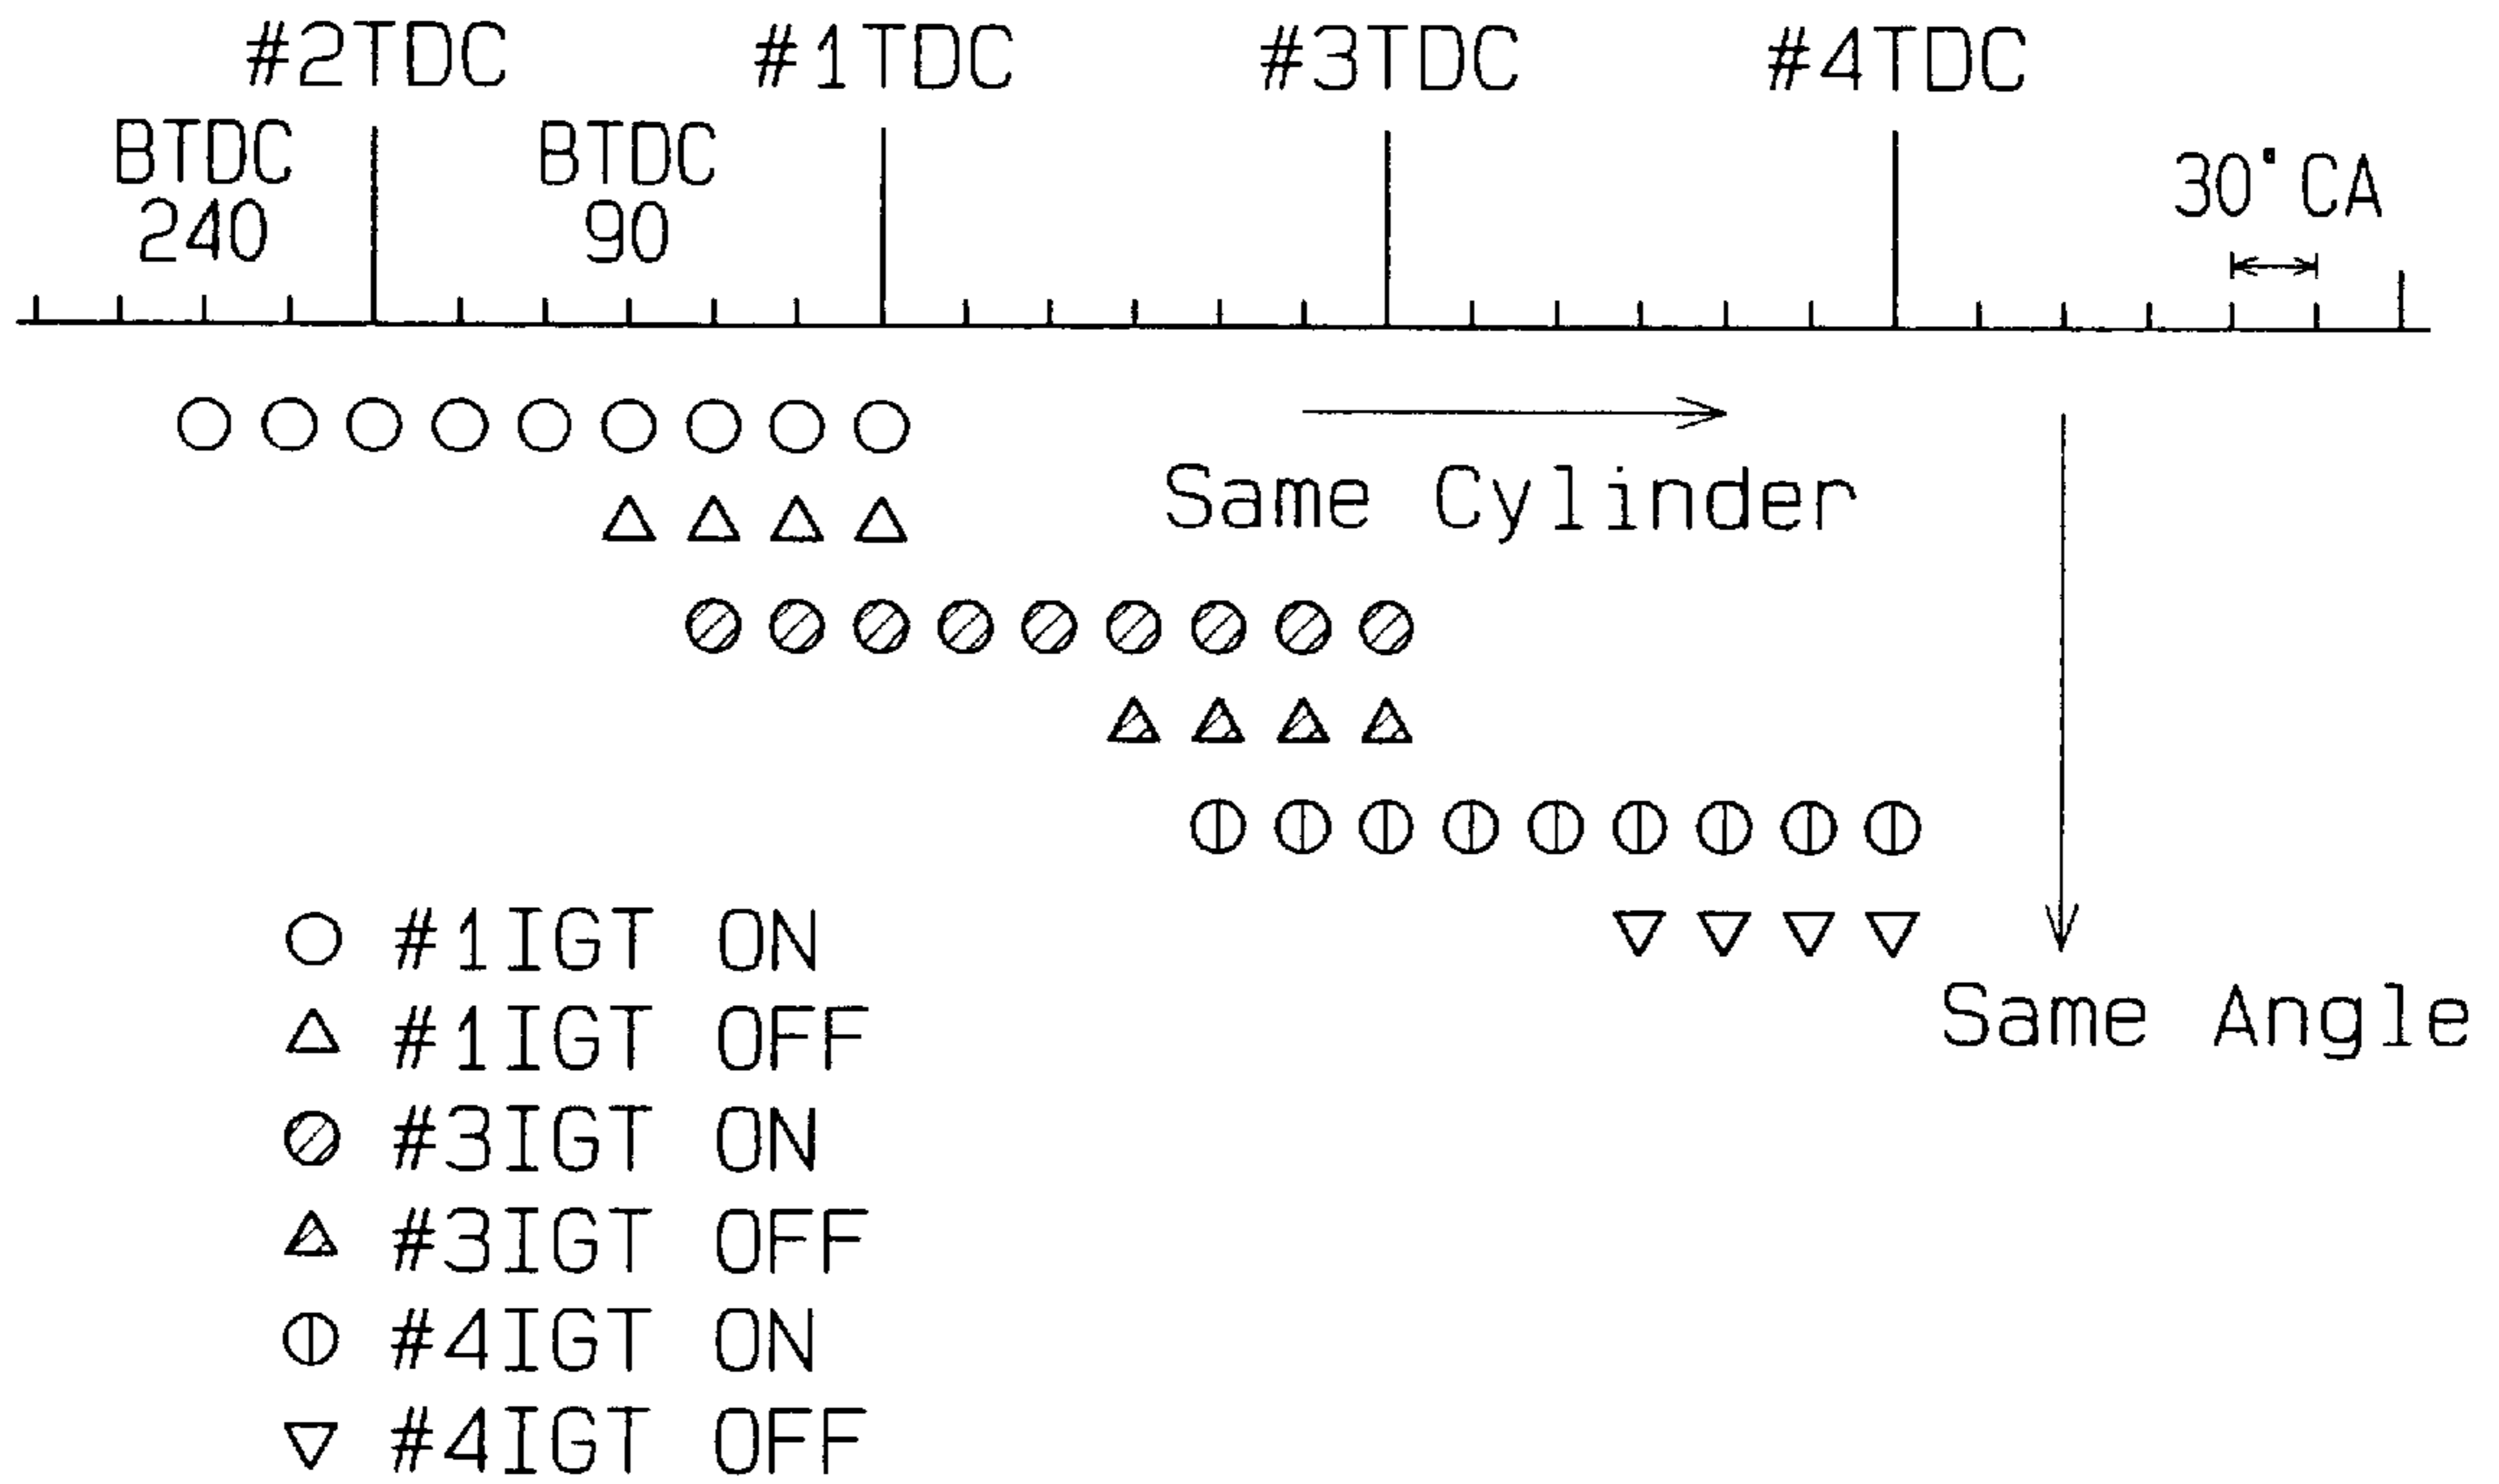 #2TDC #1TDC #3TDC #4TDC
BTDC 240
BTDC 90
30°CA
Same Cylinder
Same Angle
#1IGT ON
#1IGT OFF
#3IGT ON
#3IGT OFF
#4IGT ON
#4IGT OFF